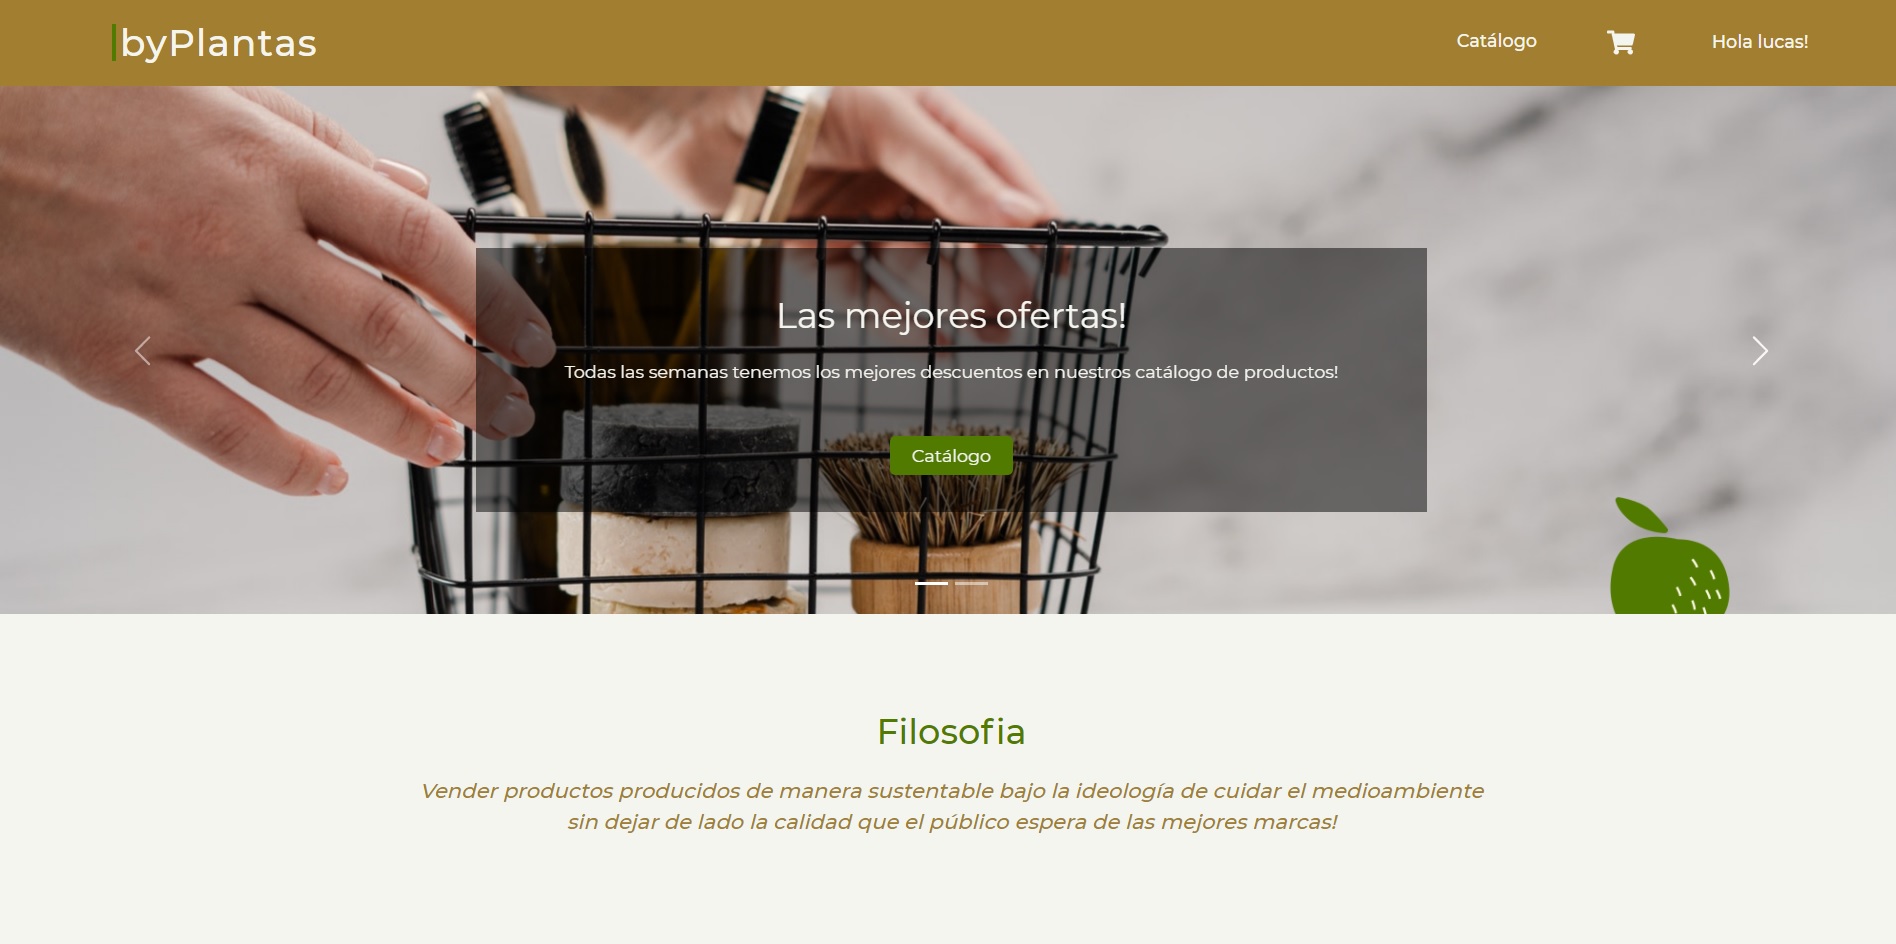 byPlantas
Catálogo
Hola lucas!
Las mejores ofertas!
Todas las semanas tenemos los mejores descuentos en nuestros catálogo de productos!
Catálogo
Filosofia
Vender productos producidos de manera sustentable bajo la ideología de cuidar el medioambiente
sin dejar de lado la calidad que el público espera de las mejores marcas!